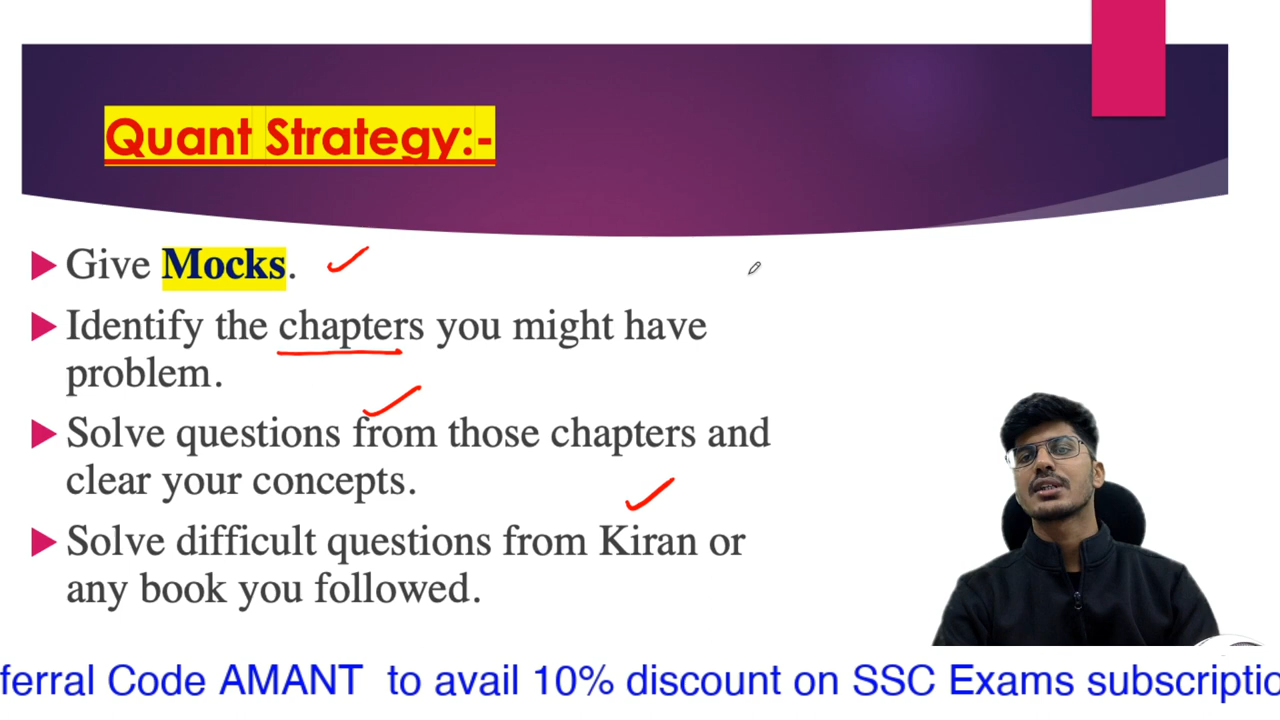 Quant Strategy:-
Give Mocks.
Identify the chapters you might have
problem.
Solve questions from those chapters and
clear your concepts.
Solve difficult questions from Kiran or
any book you followed.
ferral Code AMANT to avail 10% discount on SSC Exams subscriptio